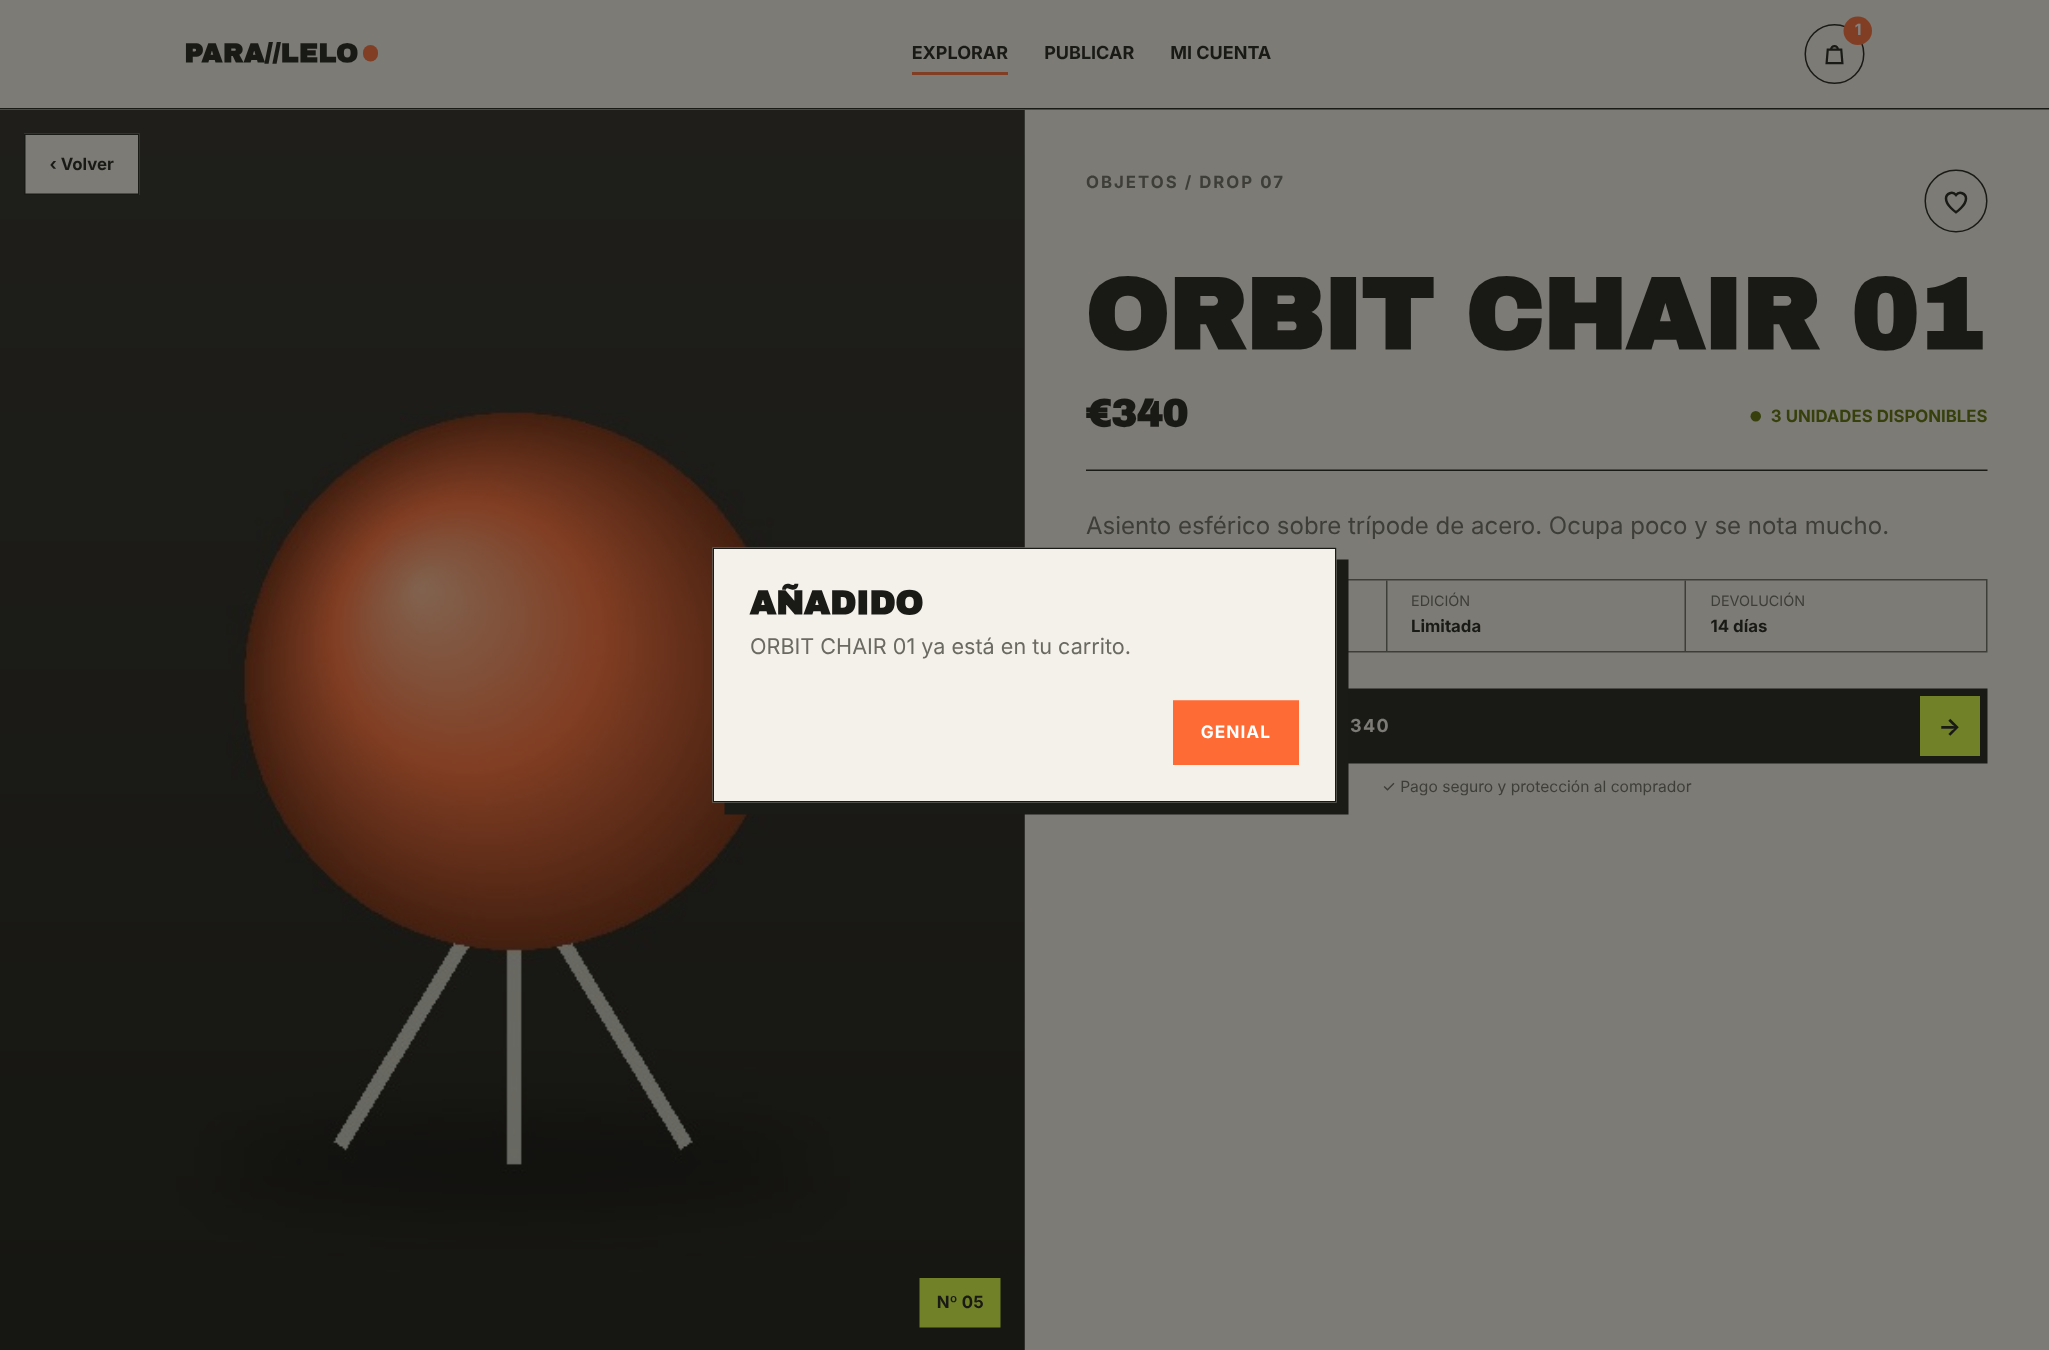 PARA//LELO
EXPLORAR
PUBLICAR
MI CUENTA
1
‹ Volver
OBJETOS / DROP 07
ORBIT CHAIR 01
€340
3 UNIDADES DISPONIBLES
Asiento esférico sobre trípode de acero. Ocupa poco y se nota mucho.
EDICIÓN
Limitada
DEVOLUCIÓN
14 días
AÑADIDO
ORBIT CHAIR 01 ya está en tu carrito.
GENIAL
340
✓ Pago seguro y protección al comprador
Nº 05